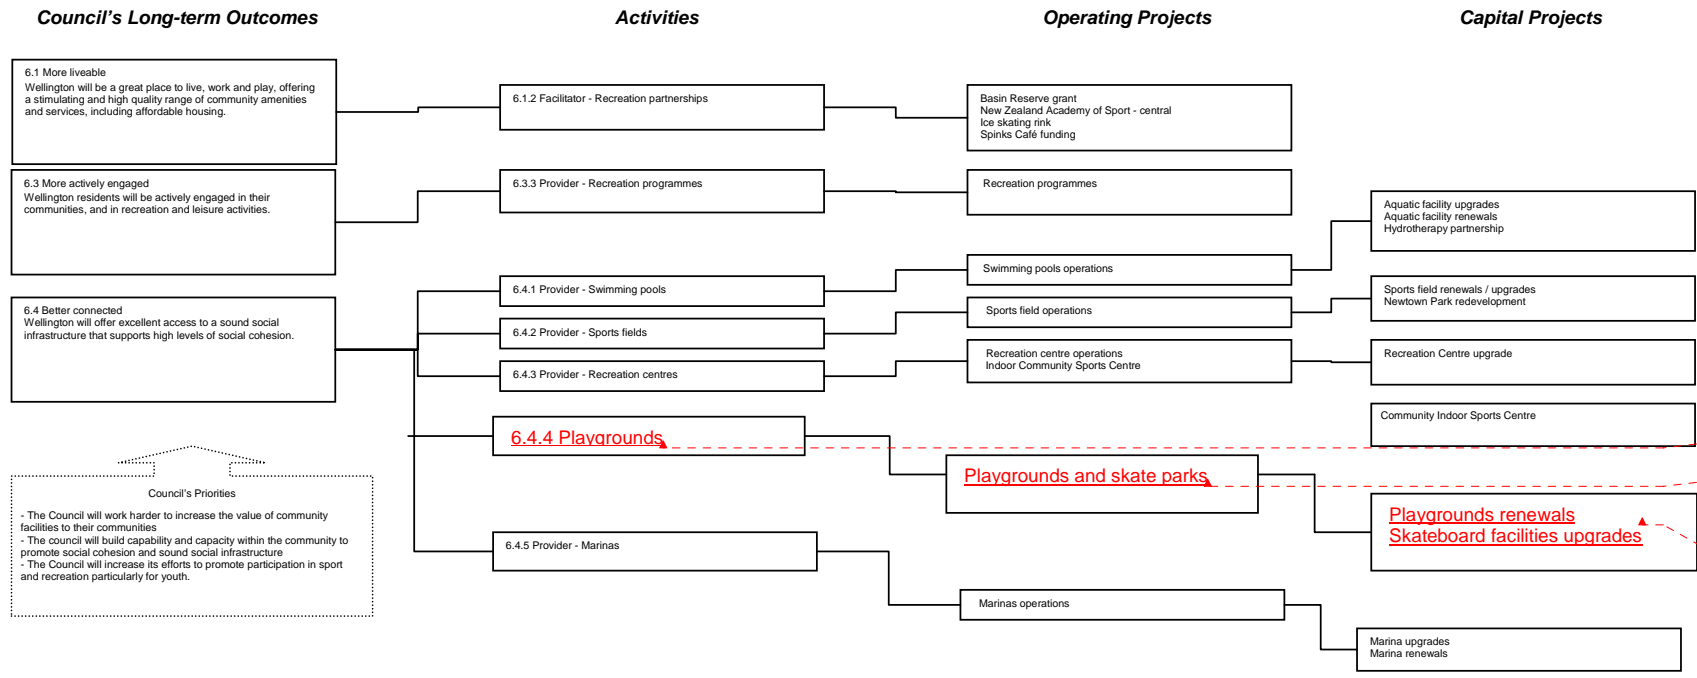 Council's Long-term Outcomes
Activities
Operating Projects
Capital Projects
6.1 More liveable
Wellington will be a great place to live, work and play, offering
a stimulating and high quality range of community amenities
and services, including affordable housing.
6.1.2 Facilitator - Recreation partnerships
Basin Reserve grant
New Zealand Academy of Sport - central
Ice skating rink
Spinks Café funding
6.3 More actively engaged
Wellington residents will be actively engaged in their
communities, and in recreation and leisure activities.
6.3.3 Provider - Recreation programmes
Recreation programmes
Aquatic facility upgrades
Aquatic facility renewals
Hydrotherapy partnership
6.4 Better connected
Wellington will offer excellent access to a sound social
infrastructure that supports high levels of social cohesion.
6.4.1 Provider - Swimming pools
Swimming pools operations
6.4.2 Provider - Sports fields
Sports field operations
Sports field renewals / upgrades
Newtown Park redevelopment
6.4.3 Provider - Recreation centres
Recreation centre operations
Indoor Community Sports Centre
Recreation Centre upgrade
Community Indoor Sports Centre
6.4.4 Playgrounds
Playgrounds and skate parks
Playgrounds renewals
Skateboard facilities upgrades
Council's Priorities
- The Council will work harder to increase the value of community
facilities to their communities
- The council will build capability and capacity within the community to
promote social cohesion and sound social infrastructure
- The Council will increase its efforts to promote participation in sport
and recreation particularly for youth.
6.4.5 Provider - Marinas
Marinas operations
Marina upgrades
Marina renewals